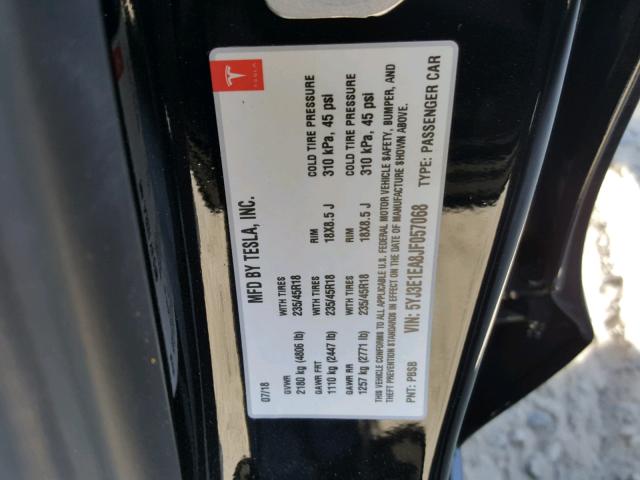 TESLA
MFD BY TESLA, INC.
07/18
GVWR WITH TIRES RIM COLD TIRE PRESSURE
2180 kg (4806 lb) 235/45R18 18X8.5 J 310 kPa, 45 psi
GAWR FRT
1110 kg (2447 lb) 235/45R18
GAWR RR WITH TIRES RIM COLD TIRE PRESSURE
1257 kg (2771 lb) 235/45R18 18X8.5 J 310 kPa, 45 psi
THIS VEHICLE CONFORMS TO ALL APPLICABLE U.S. FEDERAL MOTOR VEHICLE SAFETY, BUMPER, AND
THEFT PREVENTION STANDARDS IN EFFECT ON THE DATE OF MANUFACTURE SHOWN ABOVE.
PNT: PBSB VIN: 5YJ3E1EA8JF057068 TYPE: PASSENGER CAR